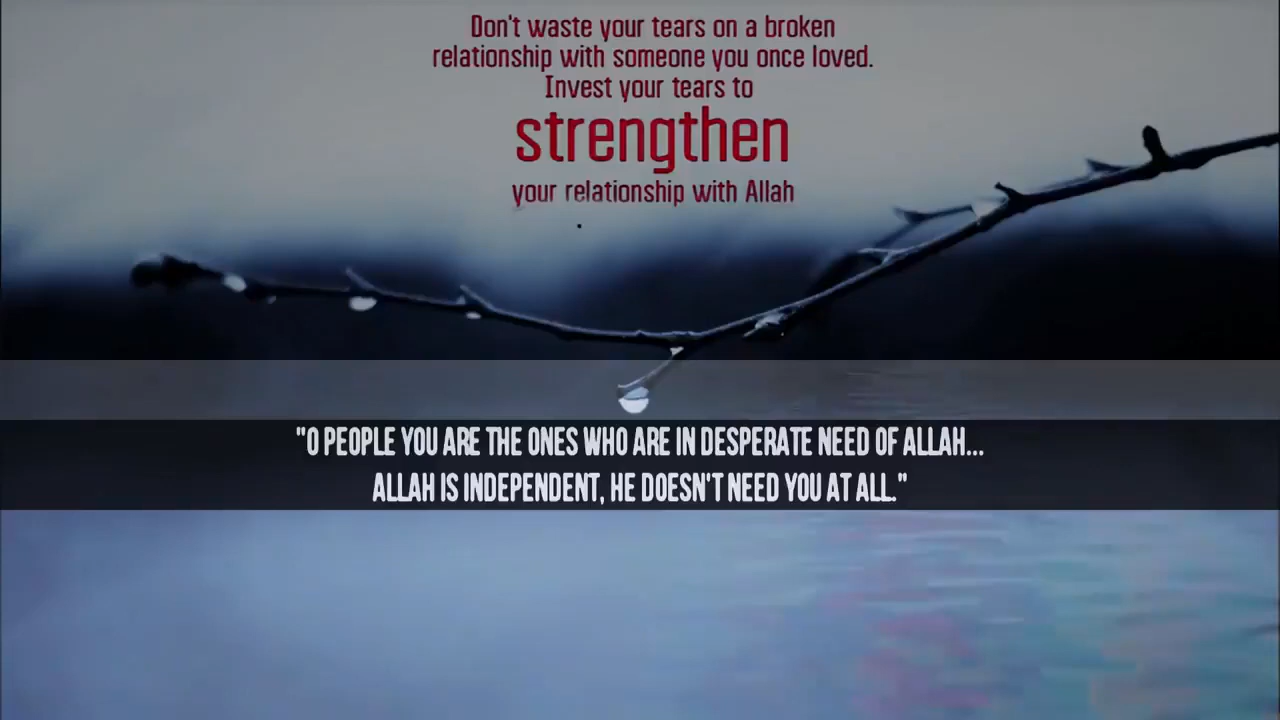 Don't waste your tears on a broken
relationship with someone you once loved.
Invest your tears to
strengthen
your relationship with Allah
"O PEOPLE YOU ARE THE ONES WHO ARE IN DESPERATE NEED OF ALLAH...
ALLAH IS INDEPENDENT, HE DOESN'T NEED YOU AT ALL."